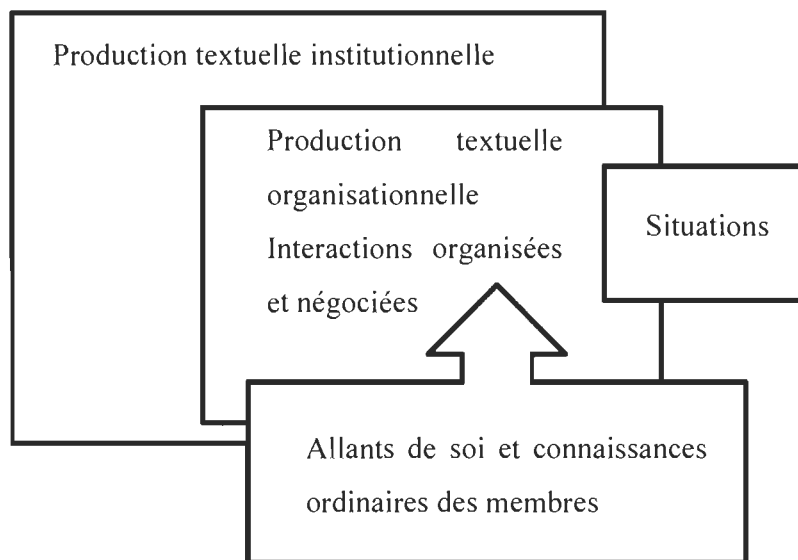 Production textuelle institutionnelle
Production textuelle
organisationnelle
Interactions organisées
et négociées
Situations
Allants de soi et connaissances
ordinaires des membres